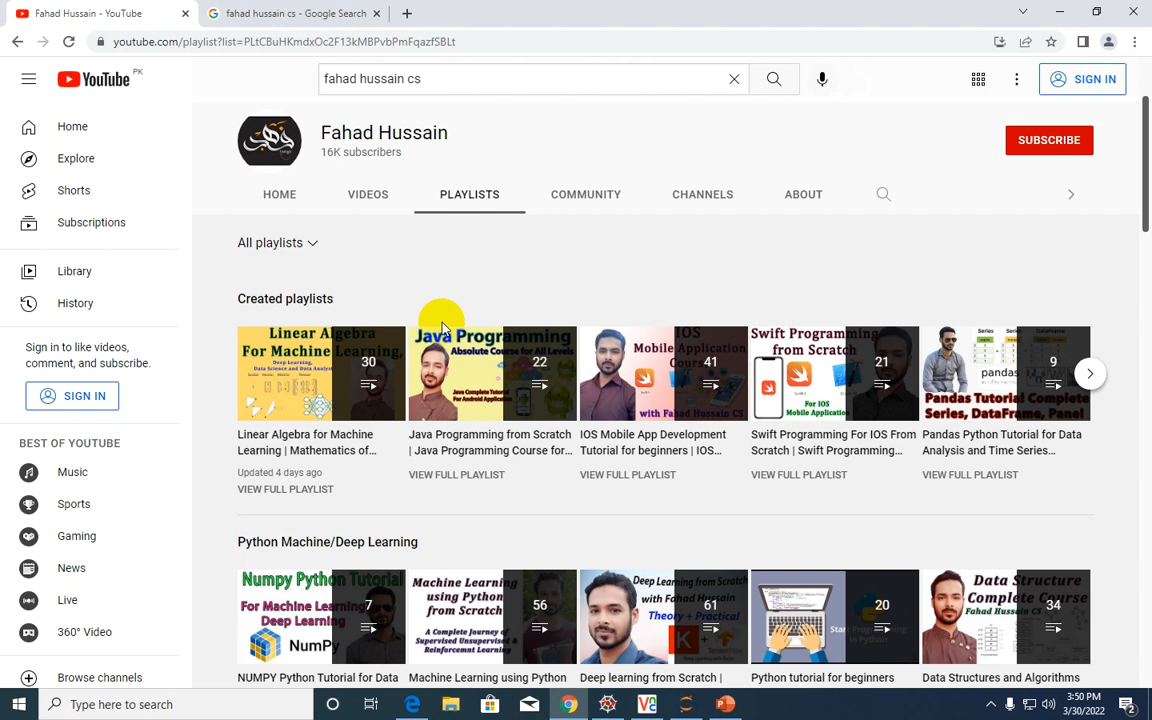 Fahad Hussain - YouTube
fahad hussain cs - Google Search
youtube.com/playlist?list=PLtCBuHKmdxOc2F13kMBPvbPmFqazfSBLt
YouTube PK
fahad hussain cs
SIGN IN
Home
Explore
Shorts
Subscriptions
Library
History
Sign in to like videos,
comment, and subscribe.
SIGN IN
BEST OF YOUTUBE
Music
Sports
Gaming
News
Live
360° Video
Browse channels
Fahad Hussain
16K subscribers
SUBSCRIBE
HOME
VIDEOS
PLAYLISTS
COMMUNITY
CHANNELS
ABOUT
All playlists
Created playlists
Linear Algebra
For Machine Learning,
Deep Learning,
Data Science and Data Analysis
30
Linear Algebra for Machine
Learning | Mathematics of...
Updated 4 days ago
VIEW FULL PLAYLIST
Java Programming
Absolute Course for All Levels
22
Java Complete Tutorial
For Android Application
Java Programming from Scratch
| Java Programming Course for...
VIEW FULL PLAYLIST
IOS
Mobile Application
41
with Fahad Hussain CS
IOS Mobile App Development
Tutorial for beginners | IOS...
VIEW FULL PLAYLIST
Swift Programming
from Scratch
21
For IOS
Mobile Application
Swift Programming For IOS From
Scratch | Swift Programming...
VIEW FULL PLAYLIST
Series
Series
DataFrame
9
pandas
Pandas Tutorial Complete
Series, DataFrame, Panel
Pandas Python Tutorial for Data
Analysis and Time Series...
VIEW FULL PLAYLIST
Python Machine/Deep Learning
Numpy Python Tutorial
For Machine Learning
Deep Learning
7
NumPy
NUMPY Python Tutorial for Data
Machine Learning
using Python
from Scratch
56
A Complete Journey of
Supervised Unsupervised &
Reinforcemnt Learning
Machine Learning using Python
Deep Learning from Scratch
with Fahad Hussain
Theory + Practical
61
K +
Deep learning from Scratch |
20
Python tutorial for beginners
Data Structure
Complete Course
Fahad Hussain CS
34
Data Structures and Algorithms
Type here to search
3:50 PM
3/30/2022
2